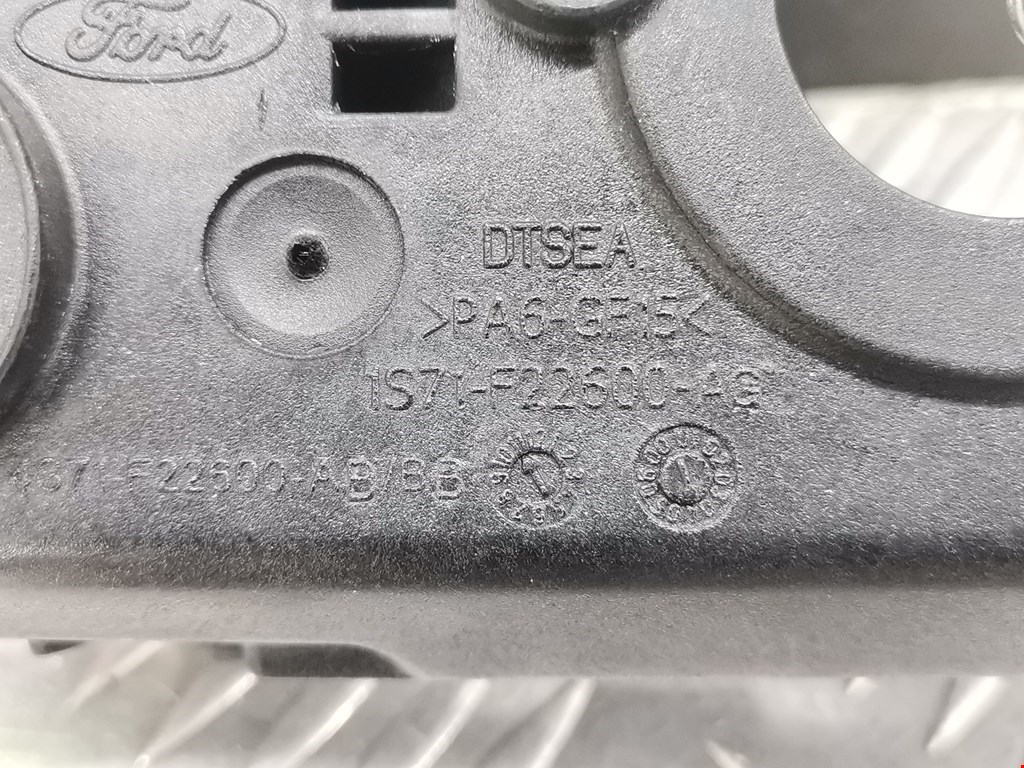 Ford
DTSEA
>PA6-GF15<
1S71-F22600-AG
1S71-F22600-AB/BB